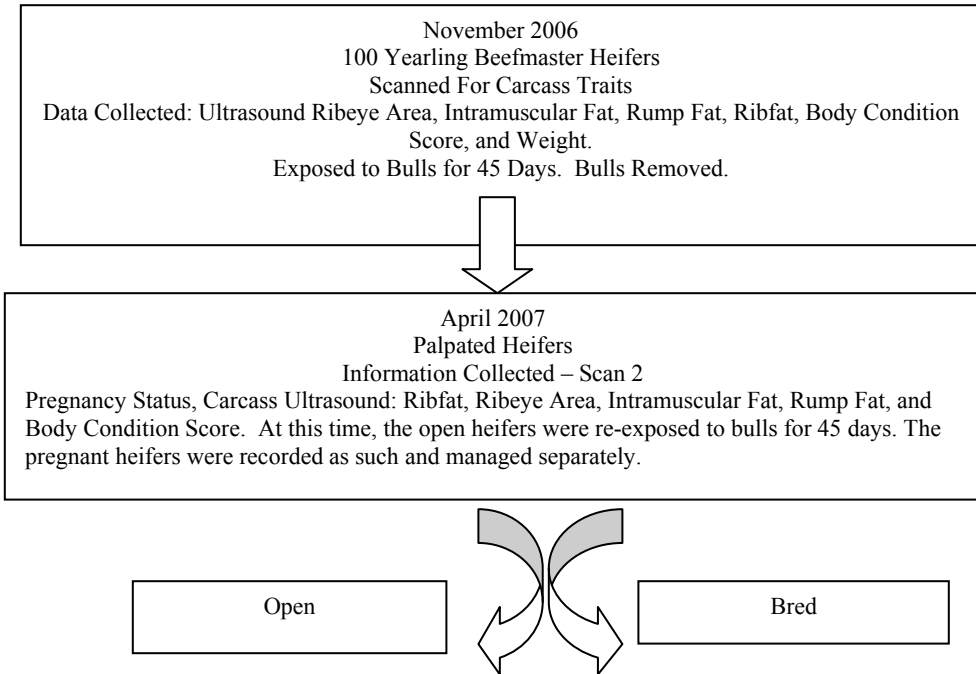 November 2006
100 Yearling Beefmaster Heifers
Scanned For Carcass Traits
Data Collected: Ultrasound Ribeye Area, Intramuscular Fat, Rump Fat, Ribfat, Body Condition
Score, and Weight.
Exposed to Bulls for 45 Days.  Bulls Removed.
April 2007
Palpated Heifers
Information Collected – Scan 2
Pregnancy Status, Carcass Ultrasound: Ribfat, Ribeye Area, Intramuscular Fat, Rump Fat, and
Body Condition Score.  At this time, the open heifers were re-exposed to bulls for 45 days. The
pregnant heifers were recorded as such and managed separately.
Open
Bred